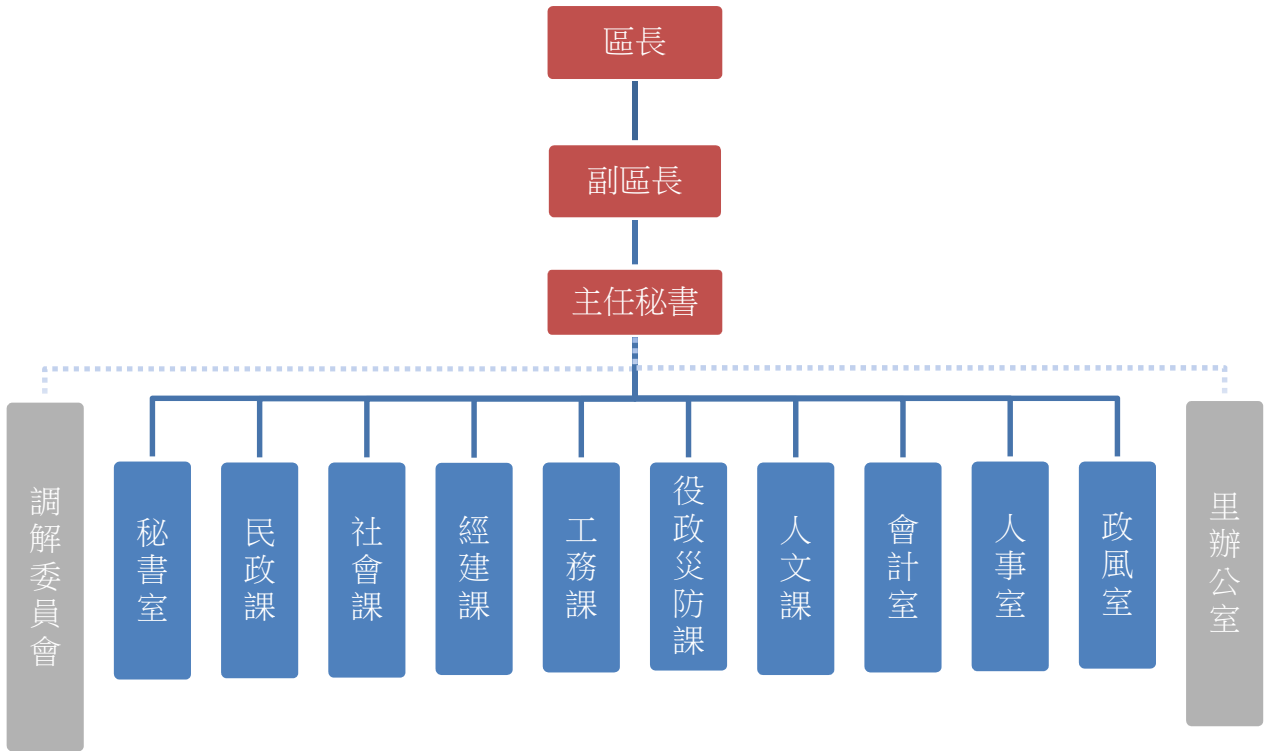 區長
副區長
主任秘書
調解委員會
秘書室
民政課
社會課
經建課
工務課
役政災防課
人文課
會計室
人事室
政風室
里辦公室